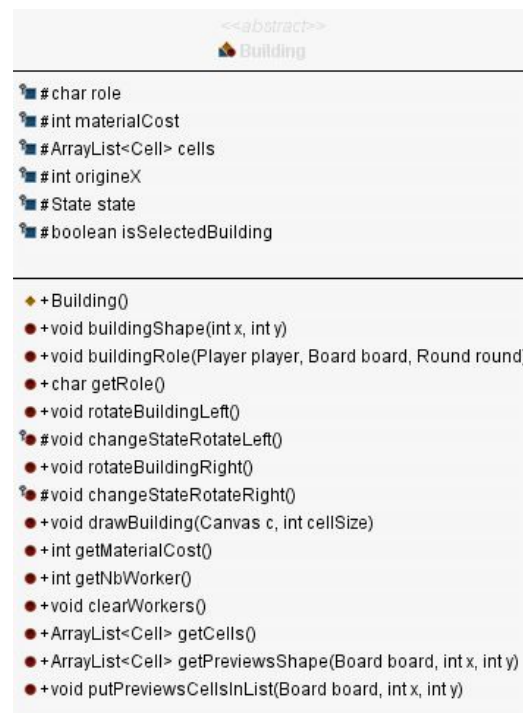 <<abstract>>
Building
#char role
#int materialCost
#ArrayList<Cell> cells
#int origineX
#State state
#boolean isSelectedBuilding
+Building()
+void buildingShape(int x, int y)
+void buildingRole(Player player, Board board, Round round)
+char getRole()
+void rotateBuildingLeft()
#void changeStateRotateLeft()
+void rotateBuildingRight()
#void changeStateRotateRight()
+void drawBuilding(Canvas c, int cellSize)
+int getMaterialCost()
+int getNbWorker()
+void clearWorkers()
+ArrayList<Cell> getCells()
+ArrayList<Cell> getPreviewsShape(Board board, int x, int y)
+void putPreviewsCellsInList(Board board, int x, int y)